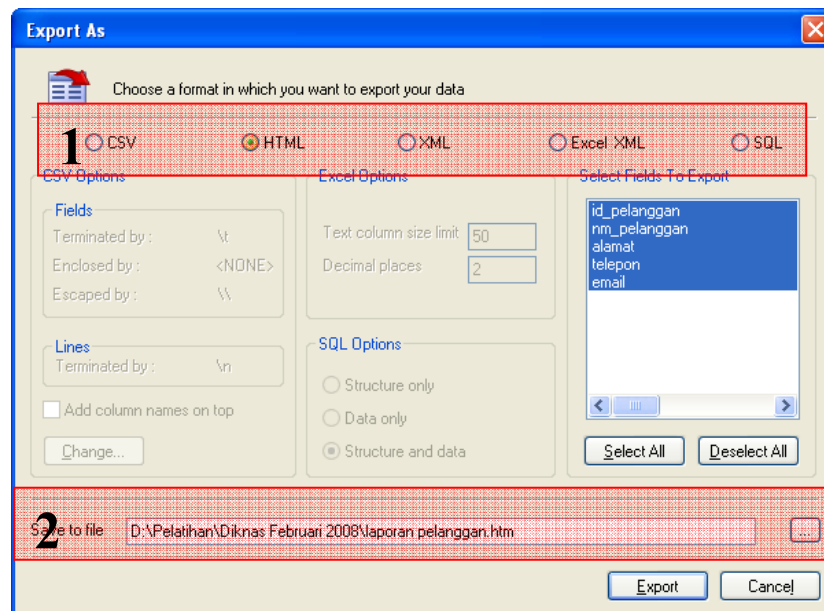 Export As
Choose a format in which you want to export your data
1
CSV HTML XML Excel XML SQL
CSV Options
Fields
Terminated by : \t
Enclosed by : <NONE>
Escaped by : \\
Lines
Terminated by : \n
Add column names on top
Change...
Excel Options
Text column size limit 50
Decimal places 2
SQL Options
Structure only
Data only
Structure and data
Select Fields To Export
id_pelanggan
nm_pelanggan
alamat
telepon
email
Select All Deselect All
2
Save to file D:\Pelatihan\Diknas Februari 2008\laporan pelanggan.htm ...
Export Cancel